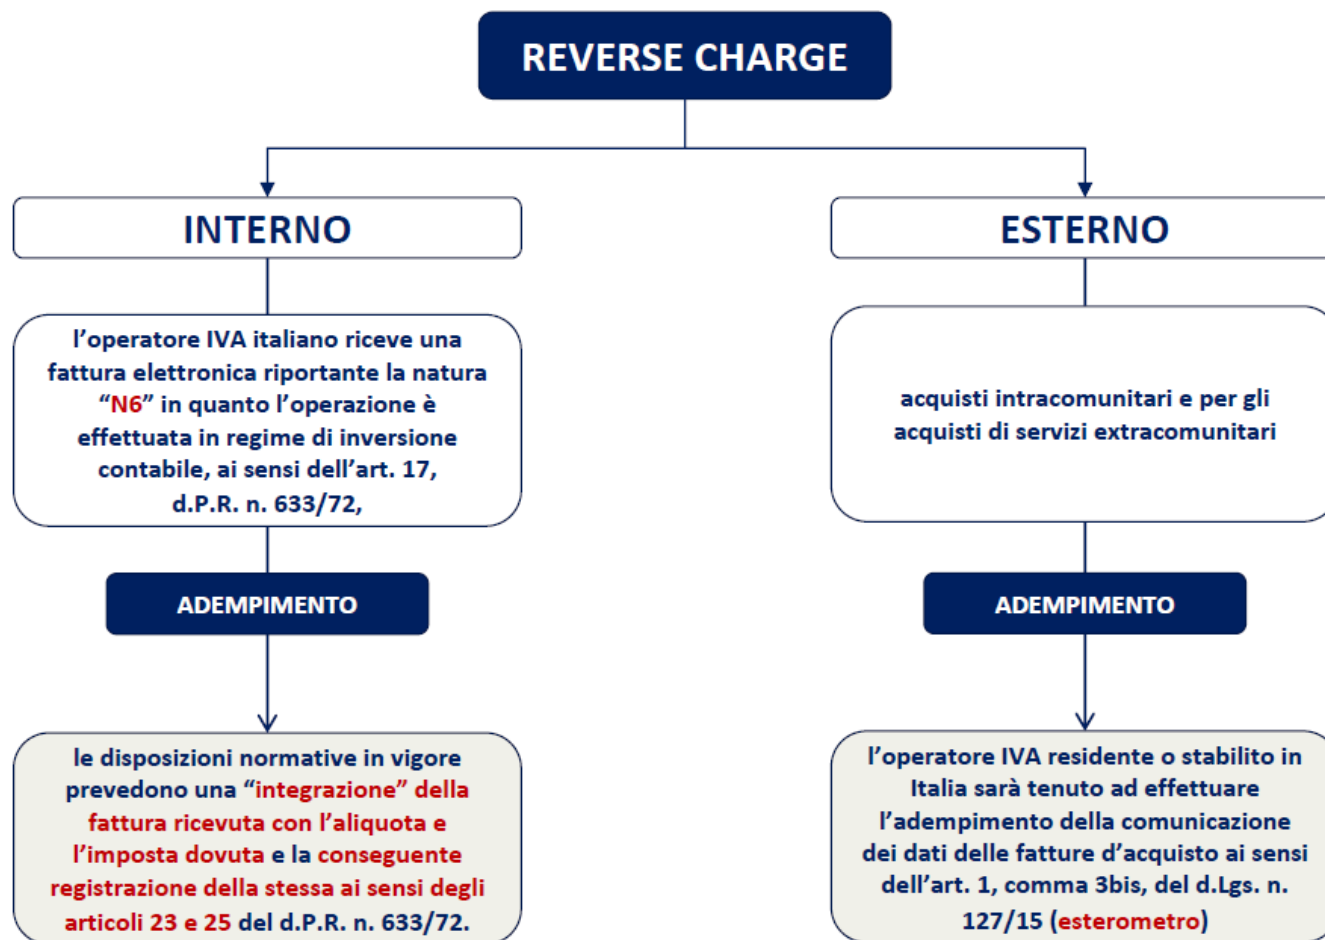 REVERSE CHARGE
INTERNO
l’operatore IVA italiano riceve una
fattura elettronica riportante la natura
“N6” in quanto l’operazione è
effettuata in regime di inversione
contabile, ai sensi dell’art. 17,
d.P.R. n. 633/72,
ADEMPIMENTO
le disposizioni normative in vigore
prevedono una “integrazione” della
fattura ricevuta con l’aliquota e
l’imposta dovuta e la conseguente
registrazione della stessa ai sensi degli
articoli 23 e 25 del d.P.R. n. 633/72.
ESTERNO
acquisti intracomunitari e per gli
acquisti di servizi extracomunitari
ADEMPIMENTO
l’operatore IVA residente o stabilito in
Italia sarà tenuto ad effettuare
l’adempimento della comunicazione
dei dati delle fatture d’acquisto ai sensi
dell’art. 1, comma 3bis, del d.Lgs. n.
127/15 (esterometro)